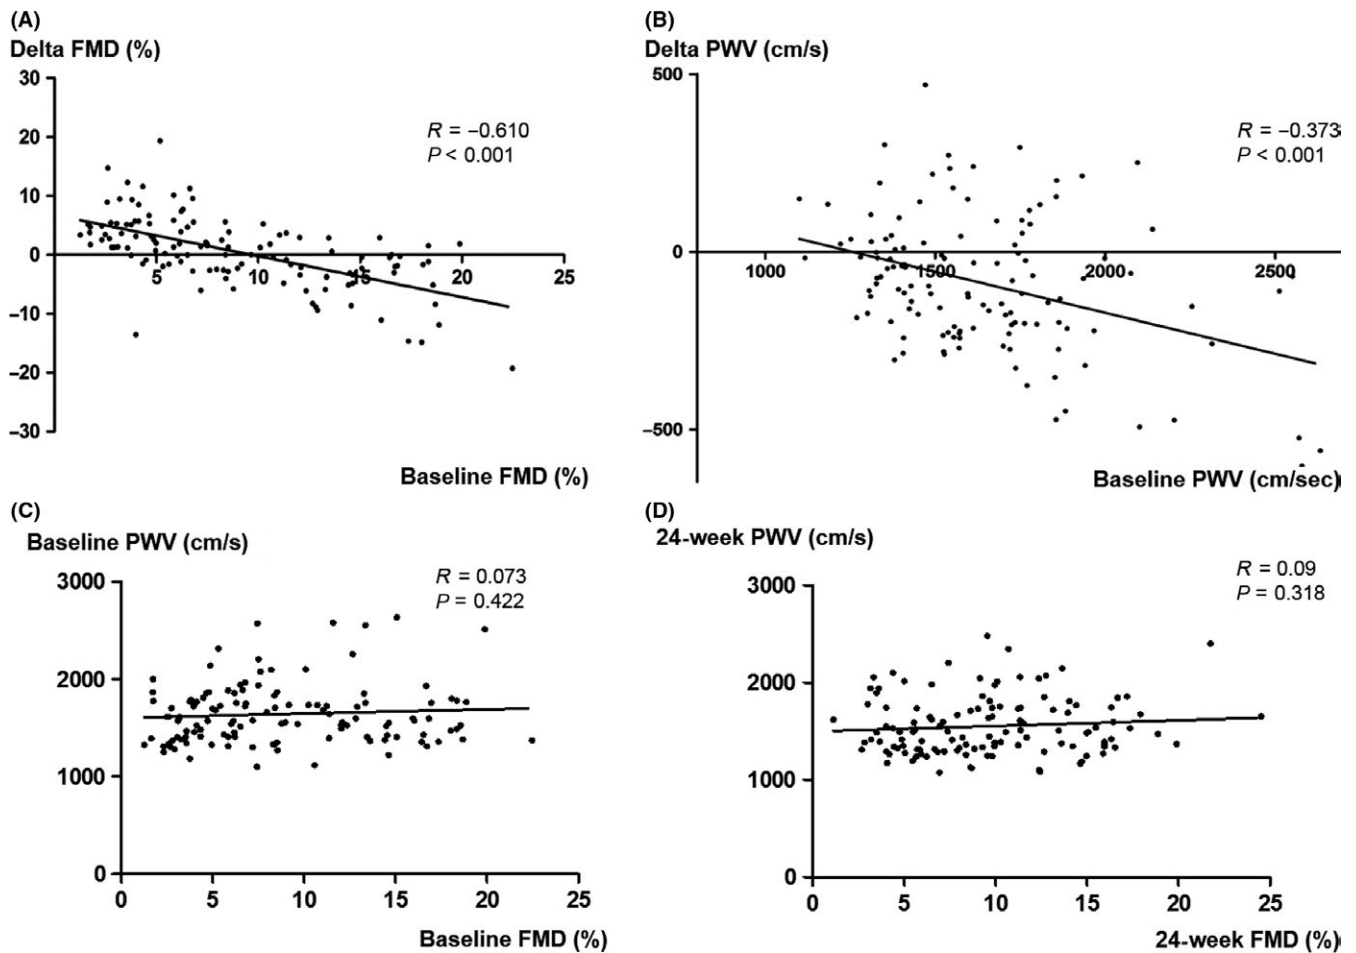 (A)
Delta FMD (%)
30
20
10
0
−10
−20
−30
5
10
15
20
25
R = −0.610
P < 0.001
Baseline FMD (%)
(B)
Delta PWV (cm/s)
500
0
−500
1000
1500
2000
2500
R = −0.373
P < 0.001
Baseline PWV (cm/sec)
(C)
Baseline PWV (cm/s)
3000
2000
1000
0
0
5
10
15
20
25
R = 0.073
P = 0.422
Baseline FMD (%)
(D)
24-week PWV (cm/s)
3000
2000
1000
0
0
5
10
15
20
25
R = 0.09
P = 0.318
24-week FMD (%)